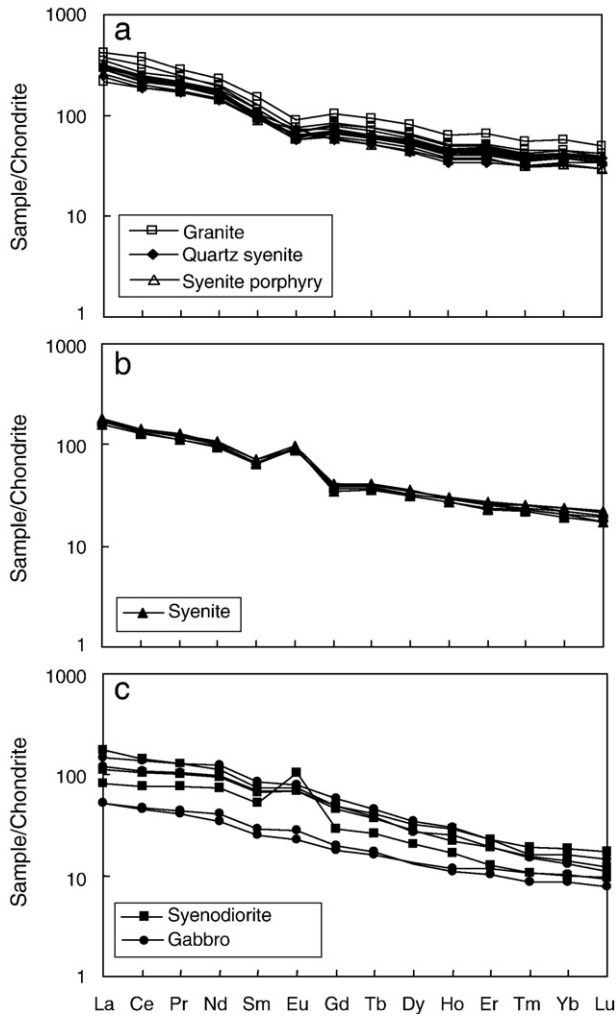 a
1000
100
10
1
Sample/Chondrite
Granite
Quartz syenite
Syenite porphyry
b
1000
100
10
1
Sample/Chondrite
Syenite
c
1000
100
10
1
Sample/Chondrite
Syenodiorite
Gabbro
La Ce Pr Nd Sm Eu Gd Tb Dy Ho Er Tm Yb Lu